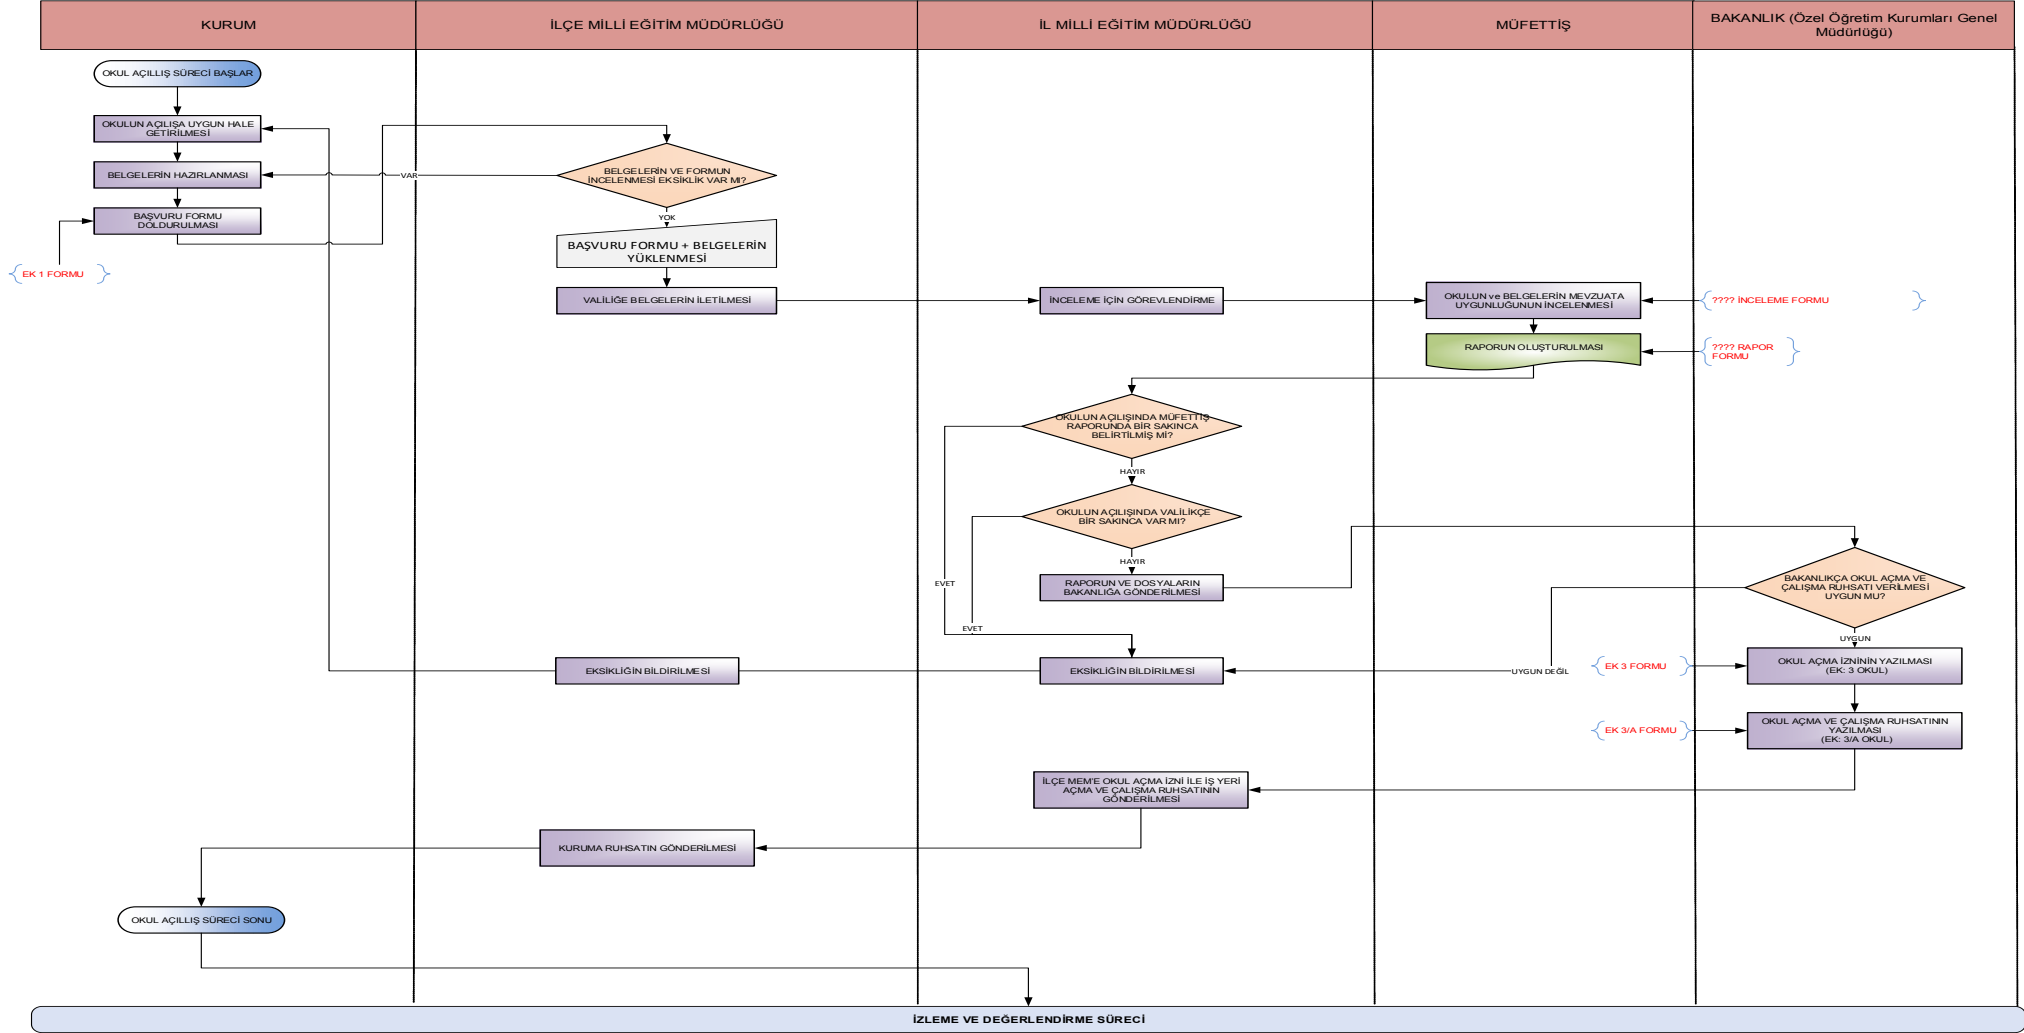 KURUM
İLÇE MİLLİ EĞİTİM MÜDÜRLÜĞÜ
İL MİLLİ EĞİTİM MÜDÜRLÜĞÜ
MÜFETTİŞ
BAKANLIK (Özel Öğretim Kurumları Genel
Müdürlüğü)
OKUL AÇILLIŞ SÜRECİ BAŞLAR
OKULUN AÇILIŞA UYGUN HALE
GETİRİLMESİ
BELGELERİN HAZIRLANMASI
VAR
BELGELERİN VE FORMUN
İNCELENMESİ EKSİKLİK VAR MI?
BAŞVURU FORMU
DOLDURULMASI
YOK
EK 1 FORMU
BAŞVURU FORMU + BELGELERİN
YÜKLENMESİ
VALİLİĞE BELGELERİN İLETİLMESİ
İNCELEME İÇİN GÖREVLENDİRME
OKULUN ve BELGELERİN MEVZUATA
UYGUNLUĞUNUN İNCELENMESİ
???? İNCELEME FORMU
RAPORUN OLUŞTURULMASI
???? RAPOR
FORMU
OKULUN AÇILIŞINDA MÜFETTİŞ
RAPORUNDA BİR SAKINCA
BELİRTİLMİŞ Mİ?
HAYIR
OKULUN AÇILIŞINDA VALİLİKÇE
BİR SAKINCA VAR MI?
HAYIR
EVET
RAPORUN VE DOSYALARIN
BAKANLIĞA GÖNDERİLMESİ
BAKANLIKÇA OKUL AÇMA VE
ÇALIŞMA RUHSATI VERİLMESİ
UYGUN MU?
EVET
UYGUN
EKSİKLİĞİN BİLDİRİLMESİ
EKSİKLİĞİN BİLDİRİLMESİ
UYGUN DEĞİL
EK 3 FORMU
OKUL AÇMA İZNİNİN YAZILMASI
(EK: 3 OKUL)
EK 3/A FORMU
OKUL AÇMA VE ÇALIŞMA RUHSATININ
YAZILMASI
(EK: 3/A OKUL)
İLÇE MEM'E OKUL AÇMA İZNİ İLE İŞ YERİ
AÇMA VE ÇALIŞMA RUHSATININ
GÖNDERİLMESİ
KURUMA RUHSATIN GÖNDERİLMESİ
OKUL AÇILLIŞ SÜRECİ SONU
İZLEME VE DEĞERLENDİRME SÜRECİ